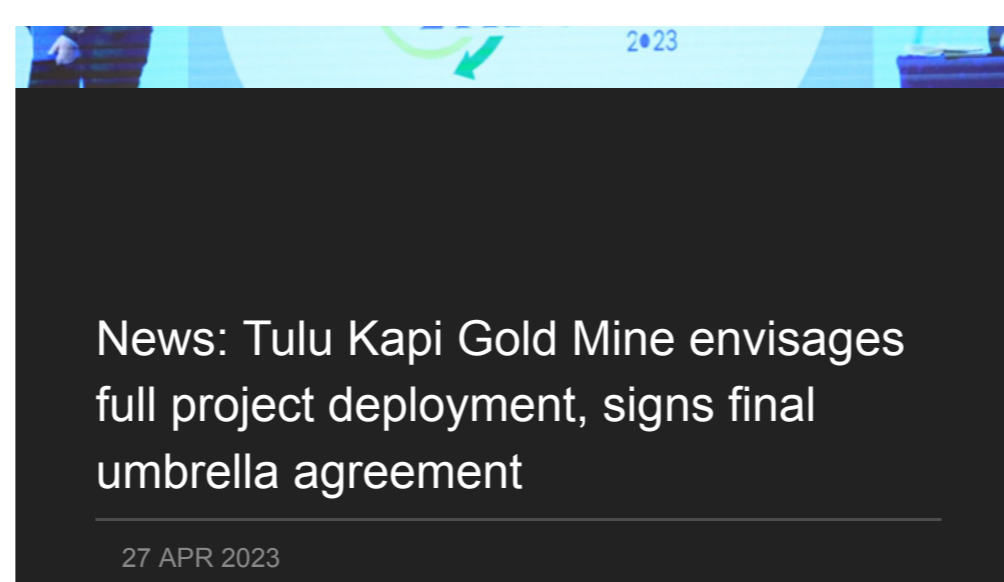 2023
News: Tulu Kapi Gold Mine envisages
full project deployment, signs final
umbrella agreement
27 APR 2023